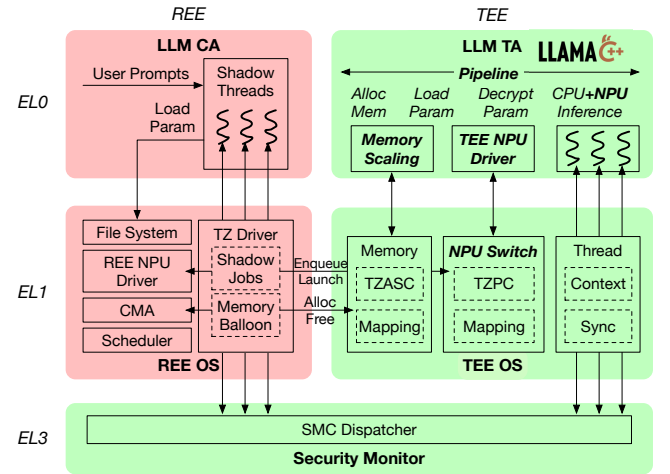 REE
TEE
LLM CA
LLM TA
LLAMA C++
User Prompts
Shadow
Threads
Load
Param
Pipeline
Alloc
Mem
Load
Param
Decrypt
Param
CPU+NPU
Inference
EL0
Memory
Scaling
TEE NPU
Driver
File System
TZ Driver
REE NPU
Driver
Shadow
Jobs
Enqueue
Launch
CMA
Memory
Balloon
Alloc
Free
Scheduler
REE OS
EL1
Memory
TZASC
Mapping
NPU Switch
TZPC
Mapping
Thread
Context
Sync
TEE OS
EL3
SMC Dispatcher
Security Monitor